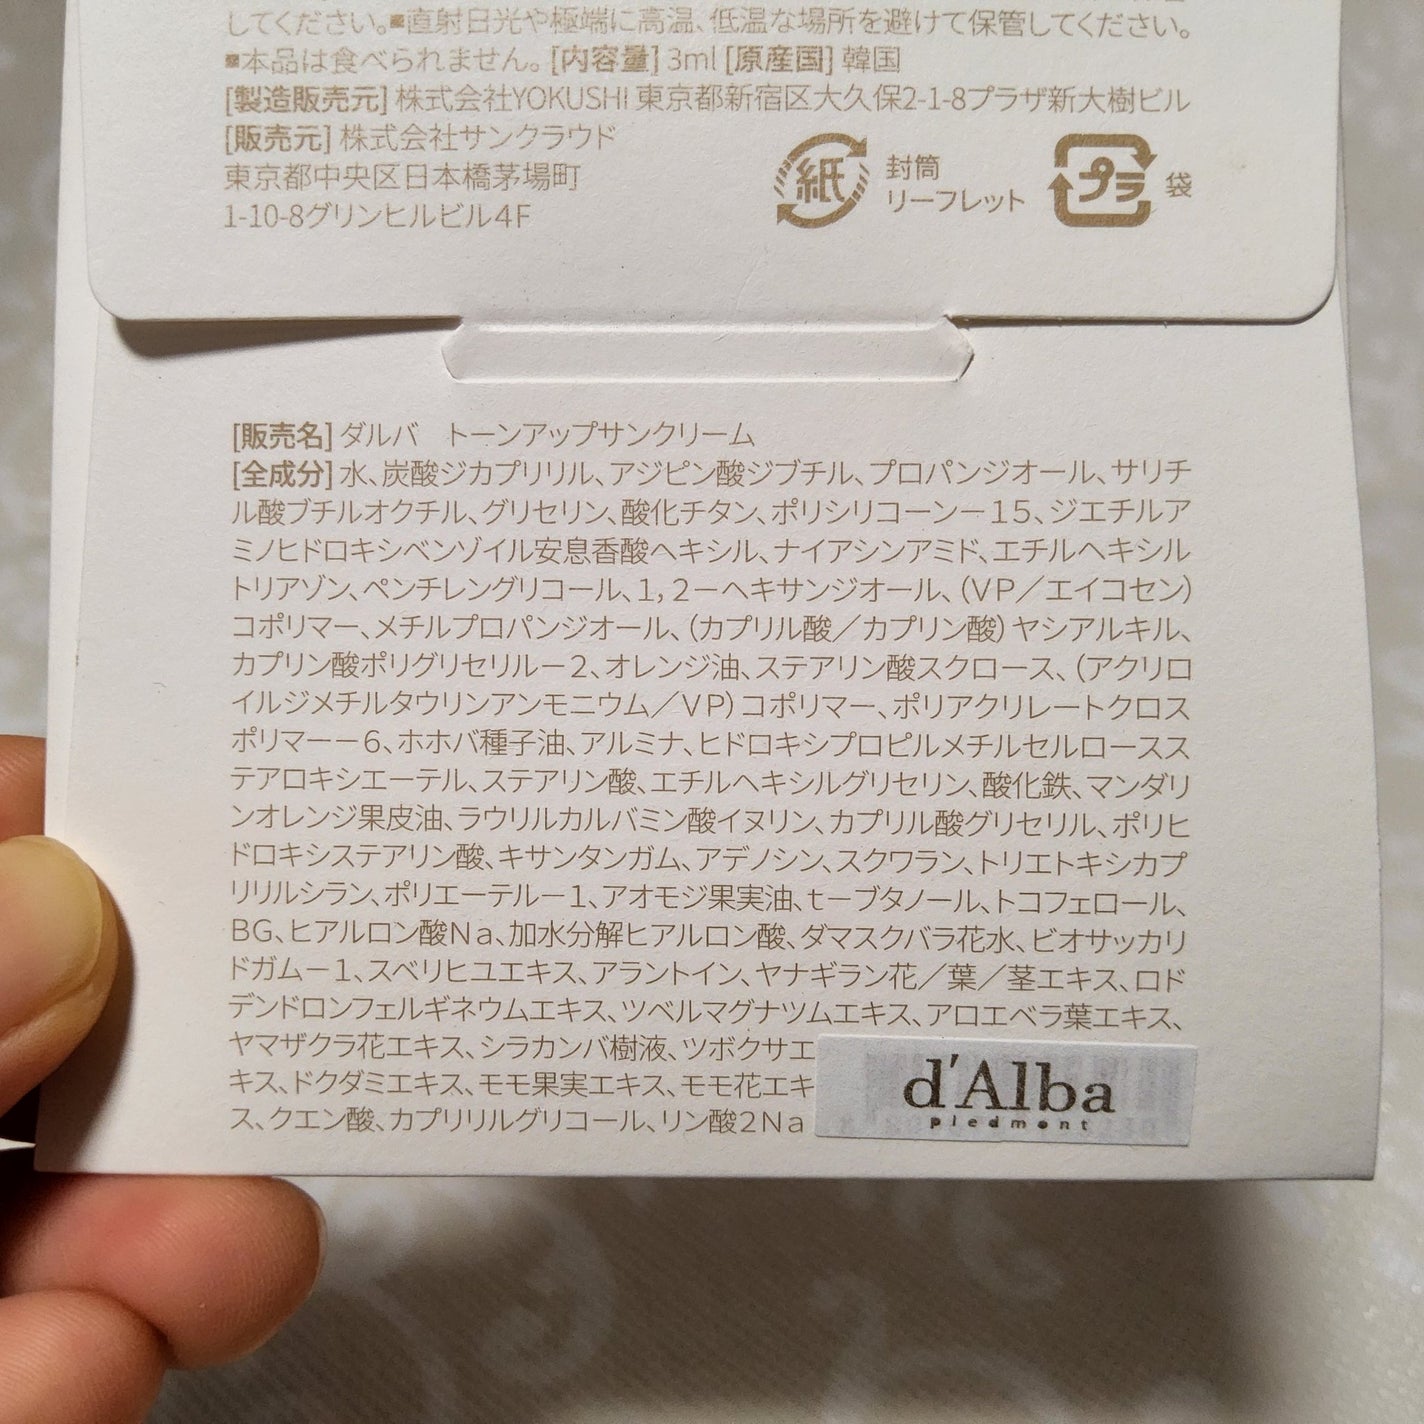 してください。■直射日光や極端に高温、低温な場所を避けて保管してください。
■本品は食べられません。[内容量] 3ml [原産国] 韓国
[製造販売元] 株式会社YOKUSHI 東京都新宿区大久保2-1-8プラザ新大樹ビル
[販売元] 株式会社サンクラウド
東京都中央区日本橋茅場町
1-10-8グリンヒルビル４F
紙
封筒
リーフレット
プラ
袋
[販売名] ダルバ　トーンアップサンクリーム
[全成分] 水、炭酸ジカプリリル、アジピン酸ジブチル、プロパンジオール、サリチ
ル酸ブチルオクチル、グリセリン、酸化チタン、ポリシリコーン－１５、ジエチルア
ミノヒドロキシベンゾイル安息香酸ヘキシル、ナイアシンアミド、エチルヘキシル
トリアゾン、ペンチレングリコール、１，２－ヘキサンジオール、（ＶＰ／エイコセン）
コポリマー、メチルプロパンジオール、（カプリル酸／カプリン酸）ヤシアルキル、
カプリン酸ポリグリセリル－２、オレンジ油、ステアリン酸スクロース、（アクリロ
イルジメチルタウリンアンモニウム／ＶＰ）コポリマー、ポリアクリレートクロス
ポリマー－６、ホホバ種子油、アルミナ、ヒドロキシプロピルメチルセルロースス
テアロキシエーテル、ステアリン酸、エチルヘキシルグリセリン、酸化鉄、マンダリ
ンオレンジ果皮油、ラウリルカルバミン酸イヌリン、カプリル酸グリセリル、ポリヒ
ドロキシステアリン酸、キサンタンガム、アデノシン、スクワラン、トリエトキシカプ
リリルシラン、ポリエーテル－１、アオモジ果実油、ｔ－ブタノール、トコフェロール、
BG、ヒアルロン酸Ｎａ、加水分解ヒアルロン酸、ダマスクバラ花水、ビオサッカリ
ドガム－１、スベリヒユエキス、アラントイン、ヤナギラン花／葉／茎エキス、ロド
デンドロンフェルギネウムエキス、ツベルマグナツムエキス、アロエベラ葉エキス、
ヤマザクラ花エキス、シラカンバ樹液、ツボクサエ
キス、ドクダミエキス、モモ果実エキス、モモ花エキ
ス、クエン酸、カプリリルグリコール、リン酸２Ｎａ
d'Alba
piedmont